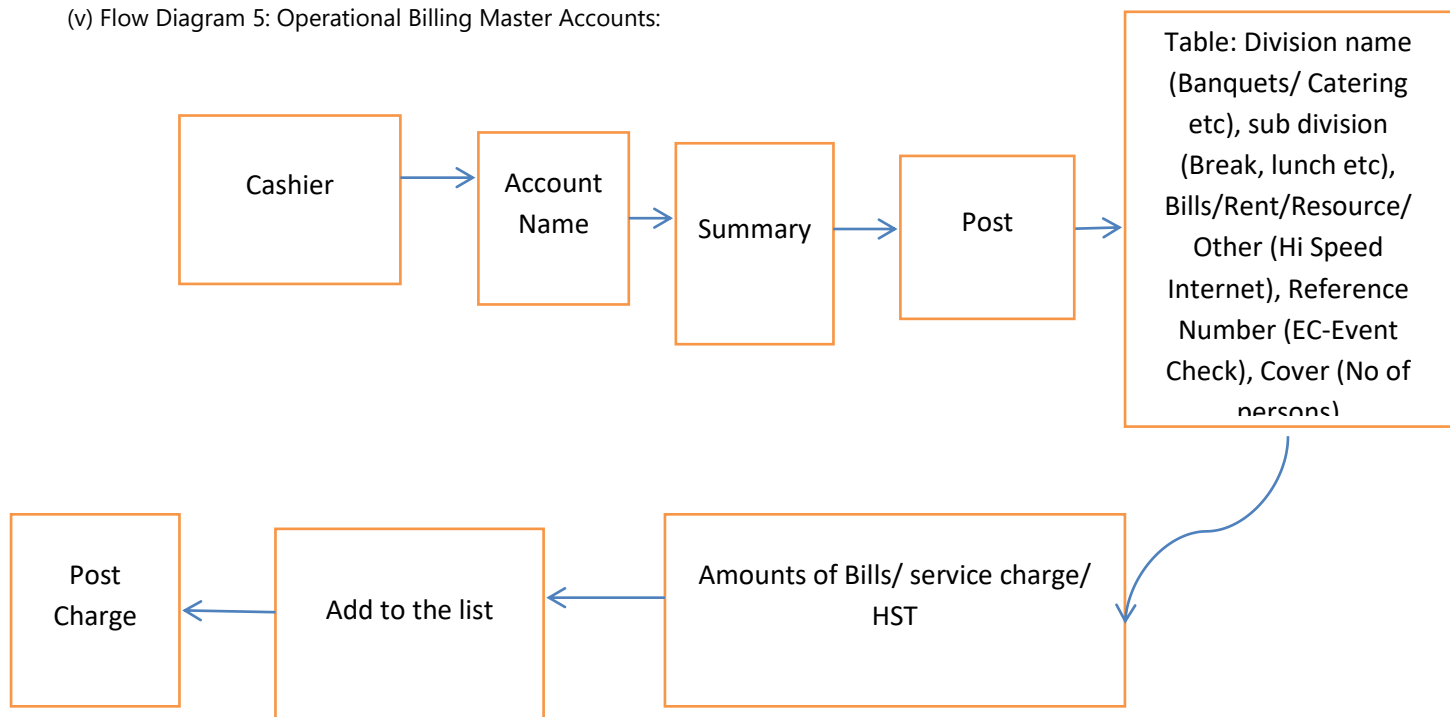 (v) Flow Diagram 5: Operational Billing Master Accounts:
Cashier
Account
Name
Summary
Post
Table: Division name
(Banquets/ Catering
etc), sub division
(Break, lunch etc),
Bills/Rent/Resource/
Other (Hi Speed
Internet), Reference
Number (EC-Event
Check), Cover (No of
persons)
Amounts of Bills/ service charge/
HST
Add to the list
Post
Charge